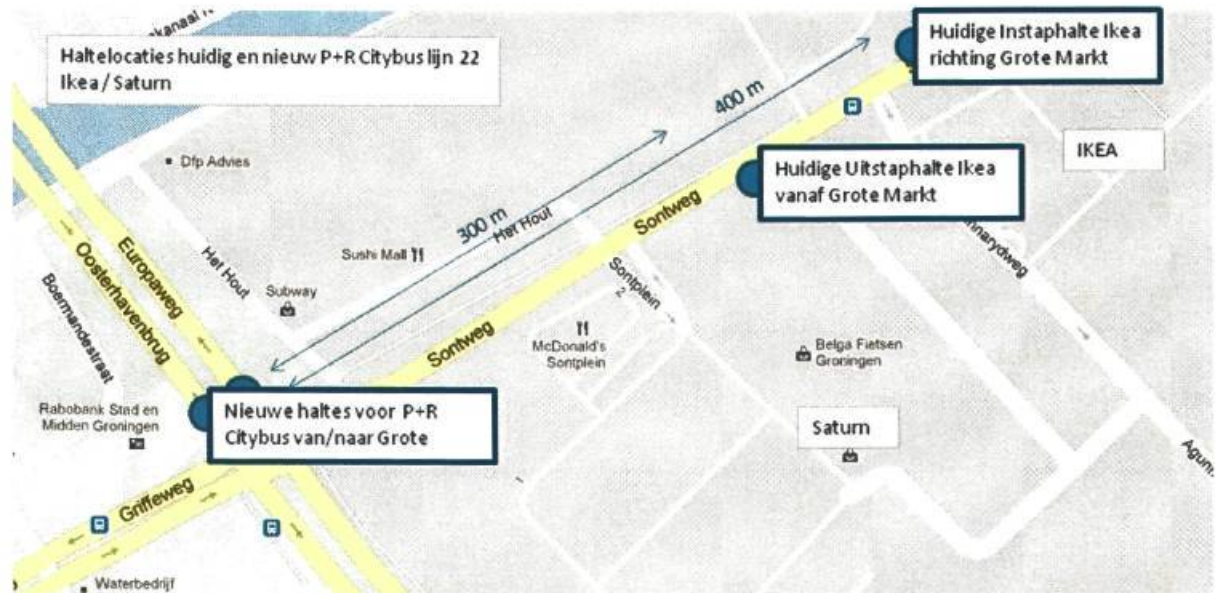 Haltelocaties huidig en nieuw P+R Citybus lijn 22
Ikea / Saturn
Huidige Instaphalte Ikea
richting Grote Markt
400 m
IKEA
Dfp Advies
Huidige Uitstaphalte Ikea
vanaf Grote Markt
300 m
Het Hout
Sontweg
Sushi Mall
Het Hout
Europaweg
Oosterhavenbrug
Boermandestraat
Subway
Sontplein
Sontweg
McDonald's
Sontplein
Belga Fietsen
Groningen
Rabobank Stad en
Midden Groningen
Nieuwe haltes voor P+R
Citybus van/naar Grote
Saturn
Griffeweg
Waterbedrijf